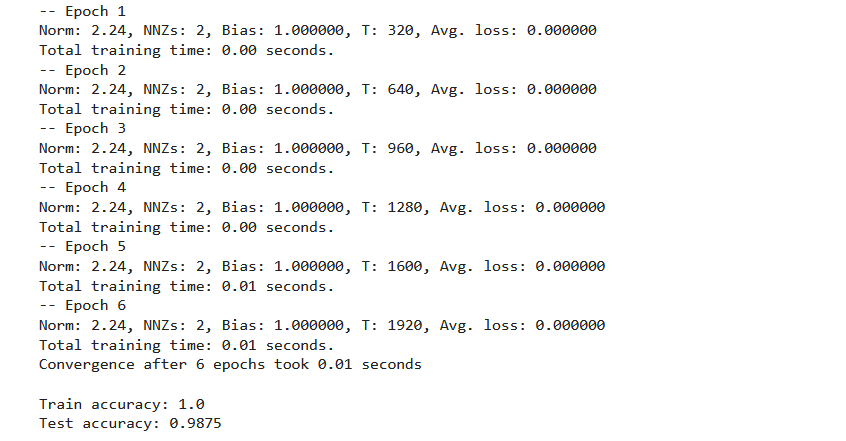 -- Epoch 1
Norm: 2.24, NNZs: 2, Bias: 1.000000, T: 320, Avg. loss: 0.000000
Total training time: 0.00 seconds.
-- Epoch 2
Norm: 2.24, NNZs: 2, Bias: 1.000000, T: 640, Avg. loss: 0.000000
Total training time: 0.00 seconds.
-- Epoch 3
Norm: 2.24, NNZs: 2, Bias: 1.000000, T: 960, Avg. loss: 0.000000
Total training time: 0.00 seconds.
-- Epoch 4
Norm: 2.24, NNZs: 2, Bias: 1.000000, T: 1280, Avg. loss: 0.000000
Total training time: 0.00 seconds.
-- Epoch 5
Norm: 2.24, NNZs: 2, Bias: 1.000000, T: 1600, Avg. loss: 0.000000
Total training time: 0.01 seconds.
-- Epoch 6
Norm: 2.24, NNZs: 2, Bias: 1.000000, T: 1920, Avg. loss: 0.000000
Total training time: 0.01 seconds.
Convergence after 6 epochs took 0.01 seconds
Train accuracy: 1.0
Test accuracy: 0.9875